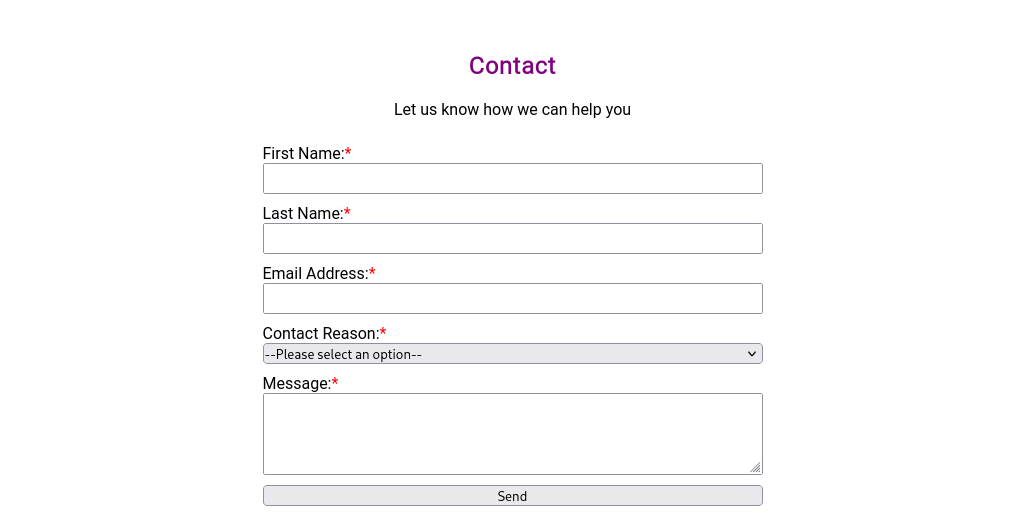 Contact
Let us know how we can help you
First Name:*
Last Name:*
Email Address:*
Contact Reason:*
--Please select an option--
Message:*
Send